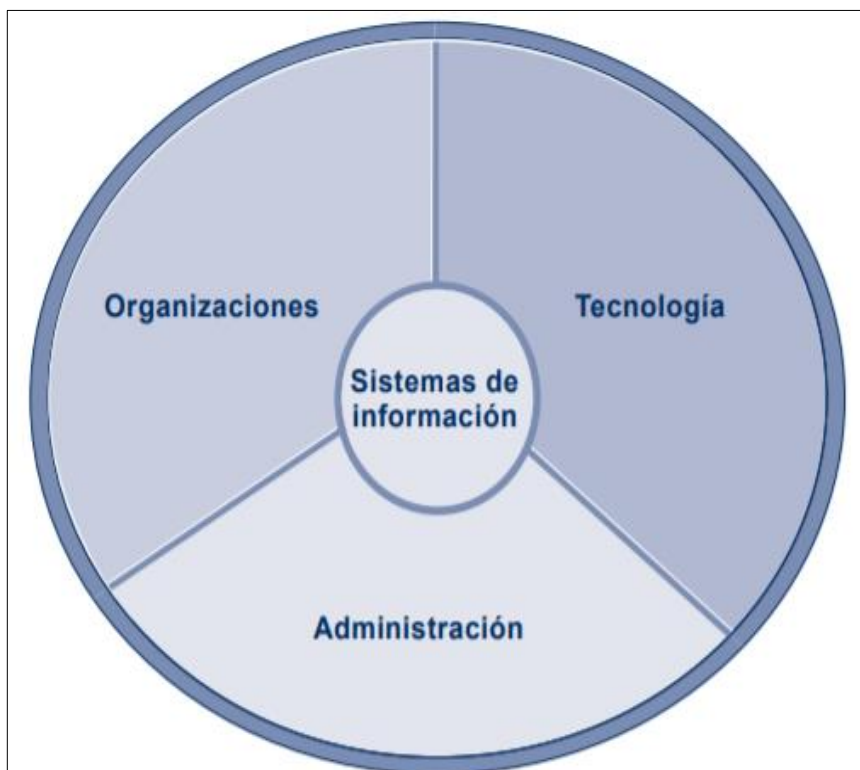 Organizaciones
Tecnología
Sistemas de
información
Administración